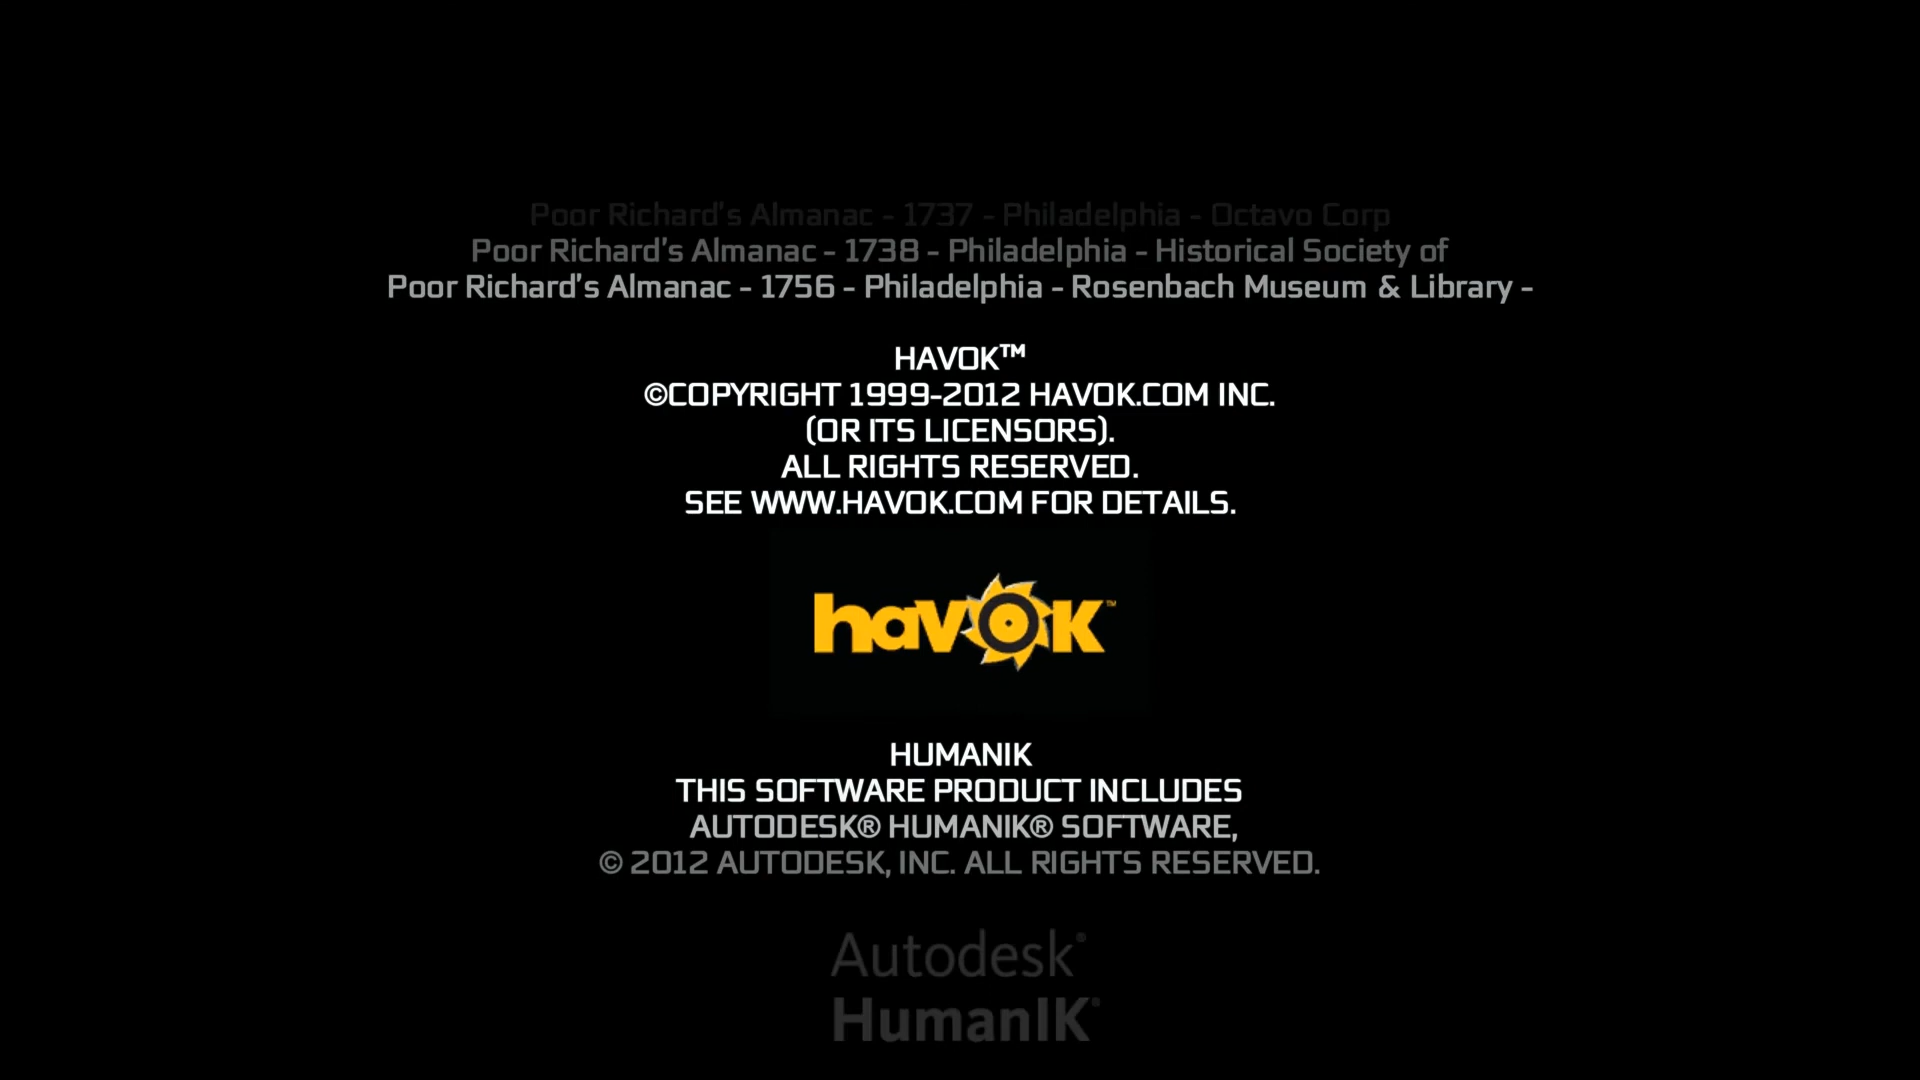 Poor Richard's Almanac - 1737 - Philadelphia - Octavo Corp
Poor Richard's Almanac - 1738 - Philadelphia - Historical Society of
Poor Richard's Almanac - 1756 - Philadelphia - Rosenbach Museum & Library -
HAVOK™
©COPYRIGHT 1999-2012 HAVOK.COM INC.
(OR ITS LICENSORS).
ALL RIGHTS RESERVED.
SEE WWW.HAVOK.COM FOR DETAILS.
havok™
HUMANIK
THIS SOFTWARE PRODUCT INCLUDES
AUTODESK® HUMANIK® SOFTWARE,
© 2012 AUTODESK, INC. ALL RIGHTS RESERVED.
Autodesk®
HumanIK®